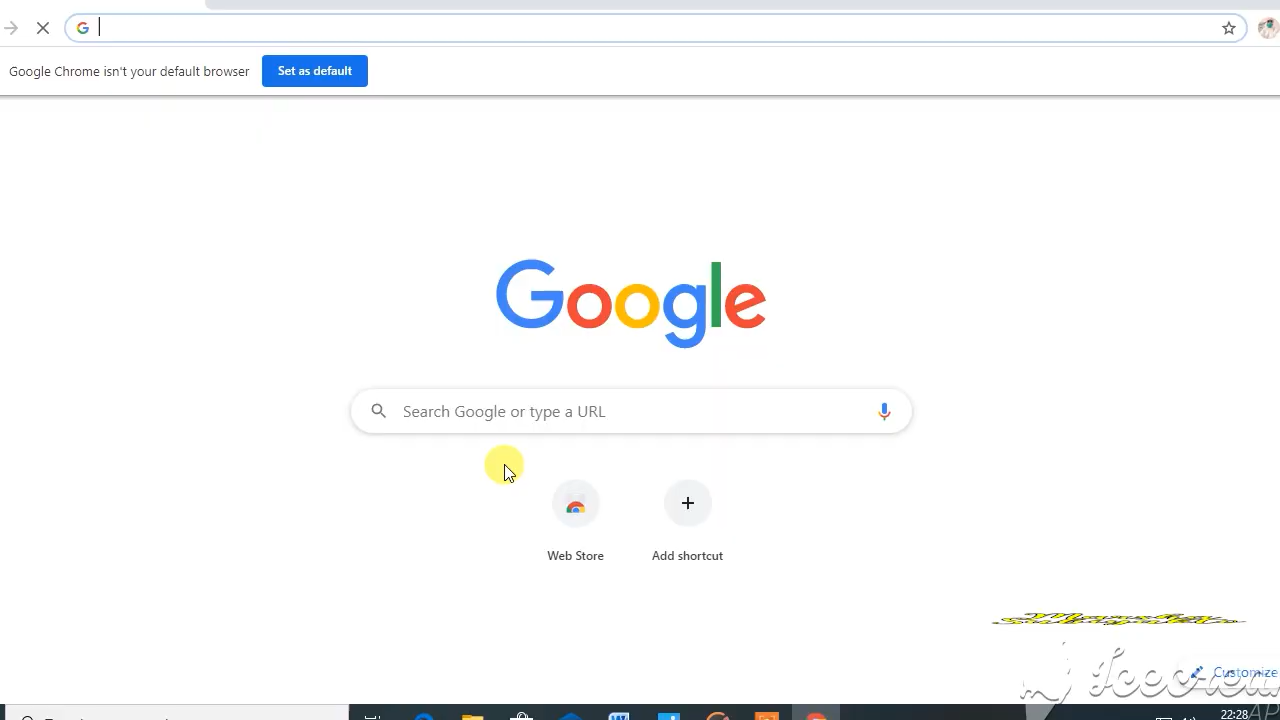 Google Chrome isn't your default browser
Set as default
Google
Search Google or type a URL
Web Store
Add shortcut
Customize
22:28